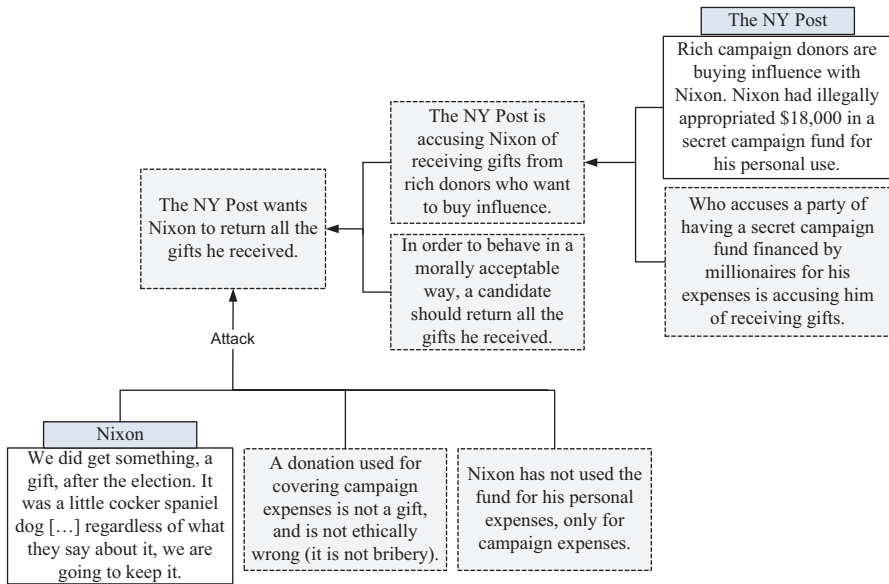 The NY Post
Rich campaign donors are
buying influence with
Nixon. Nixon had illegally
appropriated $18,000 in a
secret campaign fund for
his personal use.
The NY Post is
accusing Nixon of
receiving gifts from
rich donors who want
to buy influence.
The NY Post wants
Nixon to return all the
gifts he received.
Who accuses a party of
having a secret campaign
fund financed by
millionaires for his
expenses is accusing him
of receiving gifts.
In order to behave in a
morally acceptable
way, a candidate
should return all the
gifts he received.
Attack
Nixon
We did get something, a
gift, after the election. It
was a little cocker spaniel
dog […] regardless of what
they say about it, we are
going to keep it.
A donation used for
covering campaign
expenses is not a gift,
and is not ethically
wrong (it is not bribery).
Nixon has not used the
fund for his personal
expenses, only for
campaign expenses.